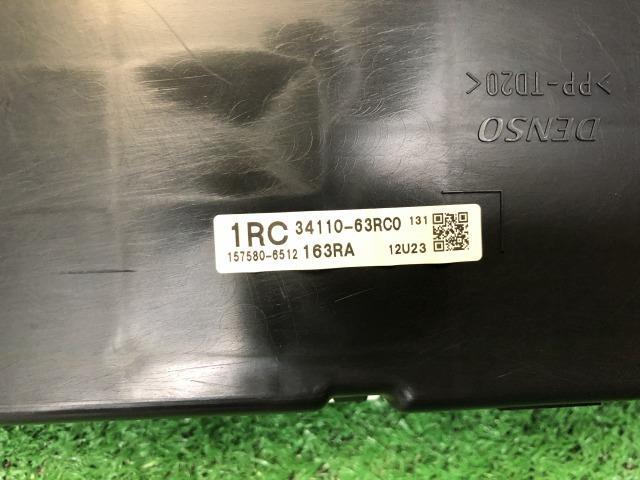 >PP-TD20<
DENSO
1RC 34110-63RC0 131
157580-6512 163RA 12U23